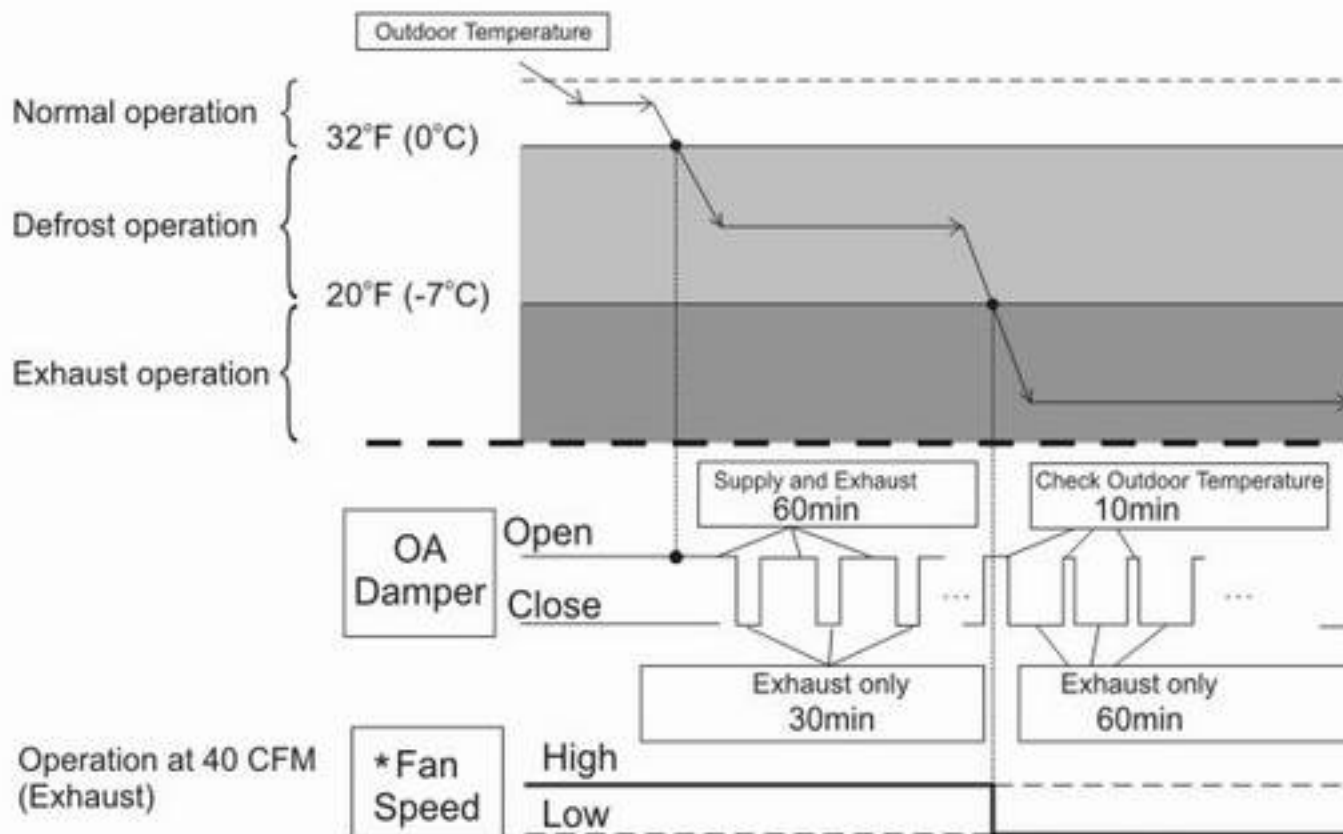 Outdoor Temperature
Normal operation
32°F (0°C)
Defrost operation
20°F (-7°C)
Exhaust operation
Supply and Exhaust
60min
Check Outdoor Temperature
10min
OA
Damper
Open
Close
...
...
Exhaust only
30min
Exhaust only
60min
Operation at 40 CFM
(Exhaust)
*Fan
Speed
High
Low